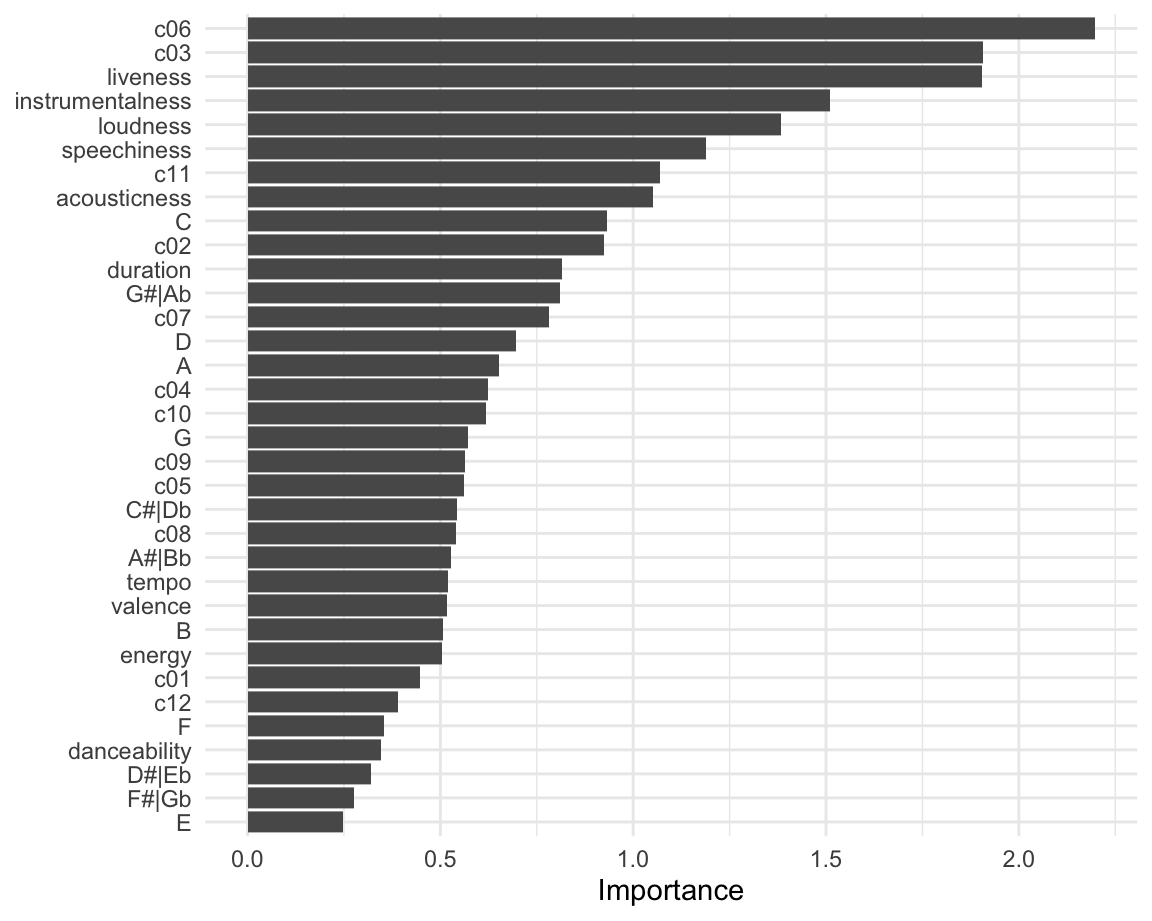 c06
c03
liveness
instrumentalness
loudness
speechiness
c11
acousticness
C
c02
duration
G#|Ab
c07
D
A
c04
c10
G
c09
c05
C#|Db
c08
A#|Bb
tempo
valence
B
energy
c01
c12
F
danceability
D#|Eb
F#|Gb
E
0.0 0.5 1.0 1.5 2.0
Importance